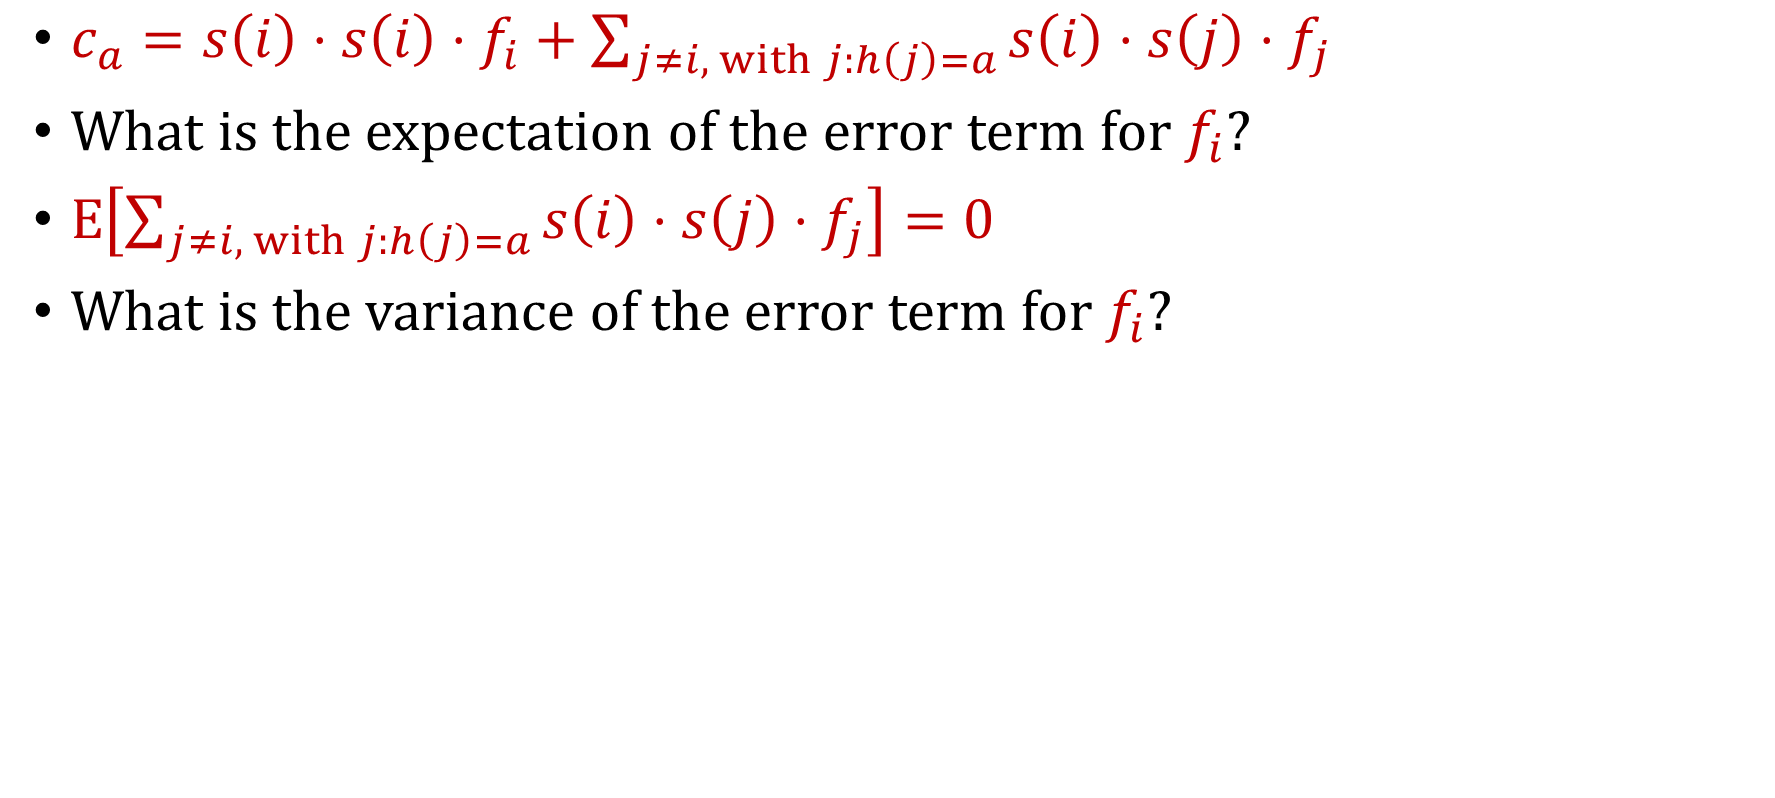 • c_a = s(i) · s(i) · f_i + ∑_{j≠i, with j:h(j)=a} s(i) · s(j) · f_j
• What is the expectation of the error term for f_i?
• E[∑_{j≠i, with j:h(j)=a} s(i) · s(j) · f_j] = 0
• What is the variance of the error term for f_i?